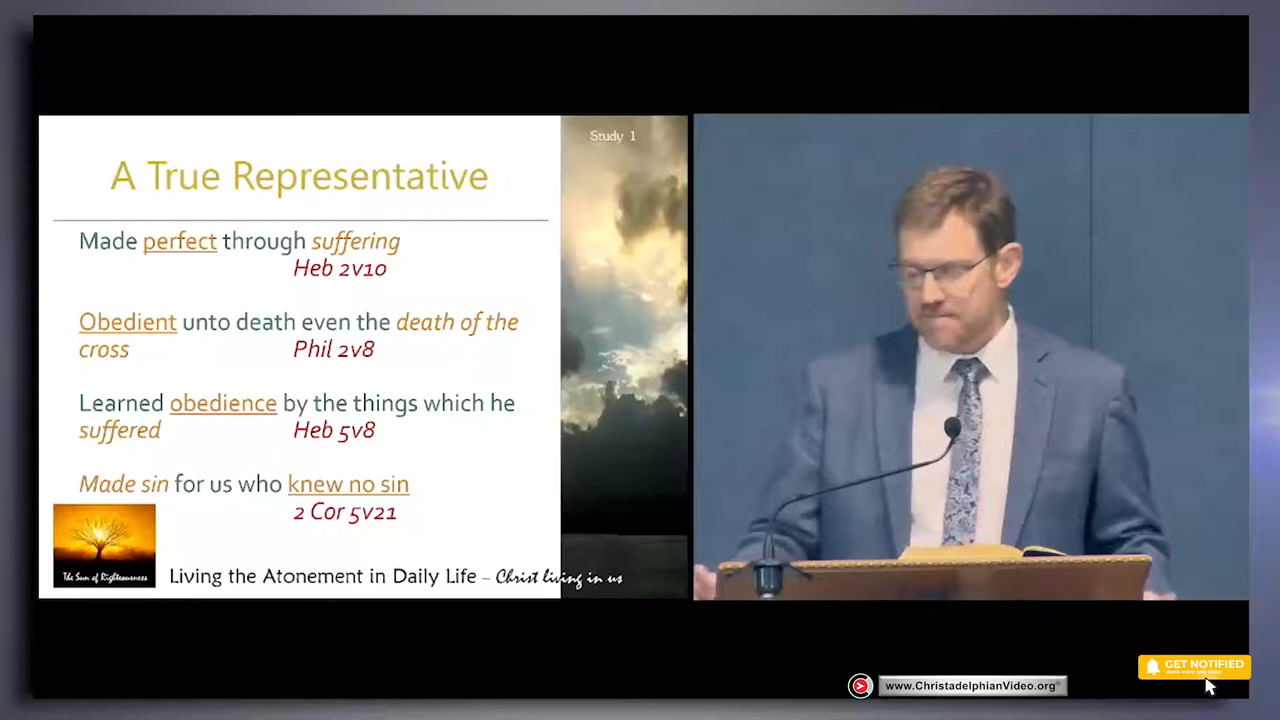 Study 1
A True Representative
Made perfect through suffering
Heb 2v10
Obedient unto death even the death of the
cross Phil 2v8
Learned obedience by the things which he
suffered Heb 5v8
Made sin for us who knew no sin
2 Cor 5v21
The Sun of Righteousness
Living the Atonement in Daily Life – Christ living in us
GET NOTIFIED
www.ChristadelphianVideo.org